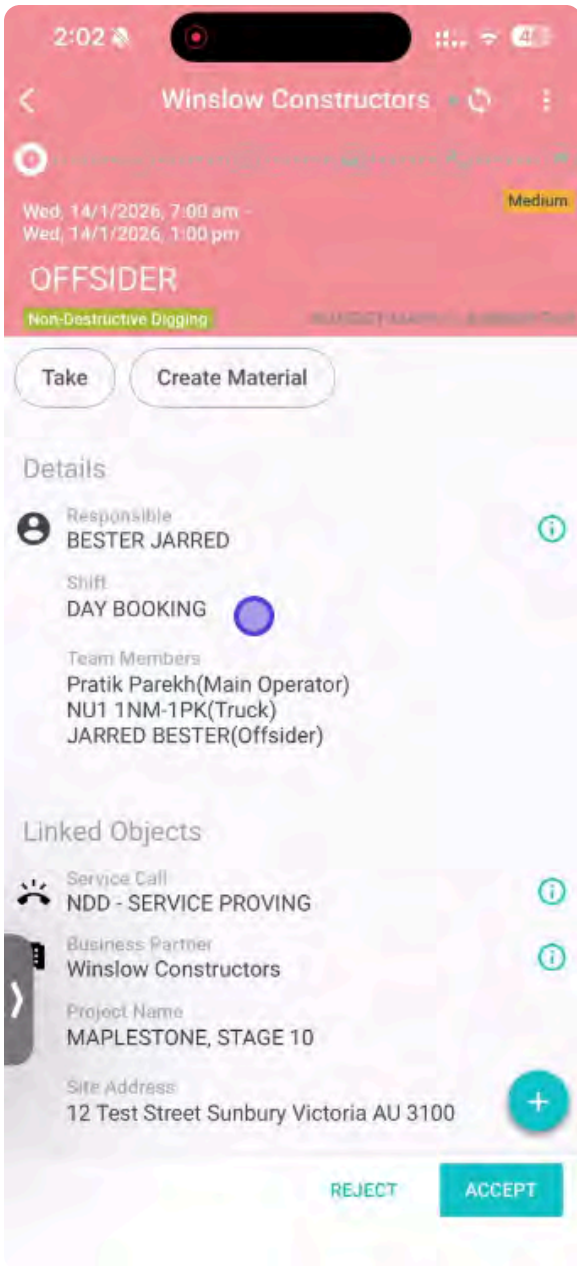 2:02
Winslow Constructors
Wed, 14/1/2026, 7:00 am -
Wed, 14/1/2026, 1:00 pm
Medium
OFFSIDER
Non-Destructive Digging
Take
Create Material
Details
Responsible
BESTER JARRED
Shift
DAY BOOKING
Team Members
Pratik Parekh(Main Operator)
NU1 1NM-1PK(Truck)
JARRED BESTER(Offsider)
Linked Objects
Service Call
NDD - SERVICE PROVING
Business Partner
Winslow Constructors
Project Name
MAPLESTONE, STAGE 10
Site Address
12 Test Street Sunbury Victoria AU 3100
REJECT
ACCEPT